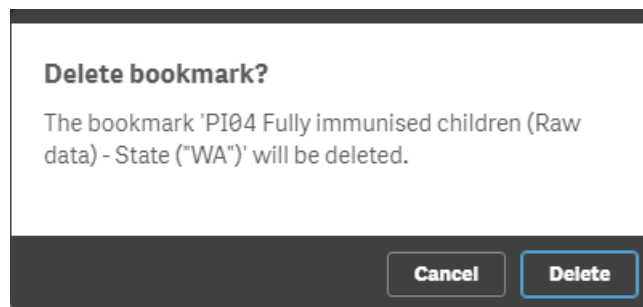 Delete bookmark?
The bookmark 'PI04 Fully immunised children (Raw
data) - State ("WA")' will be deleted.
Cancel
Delete